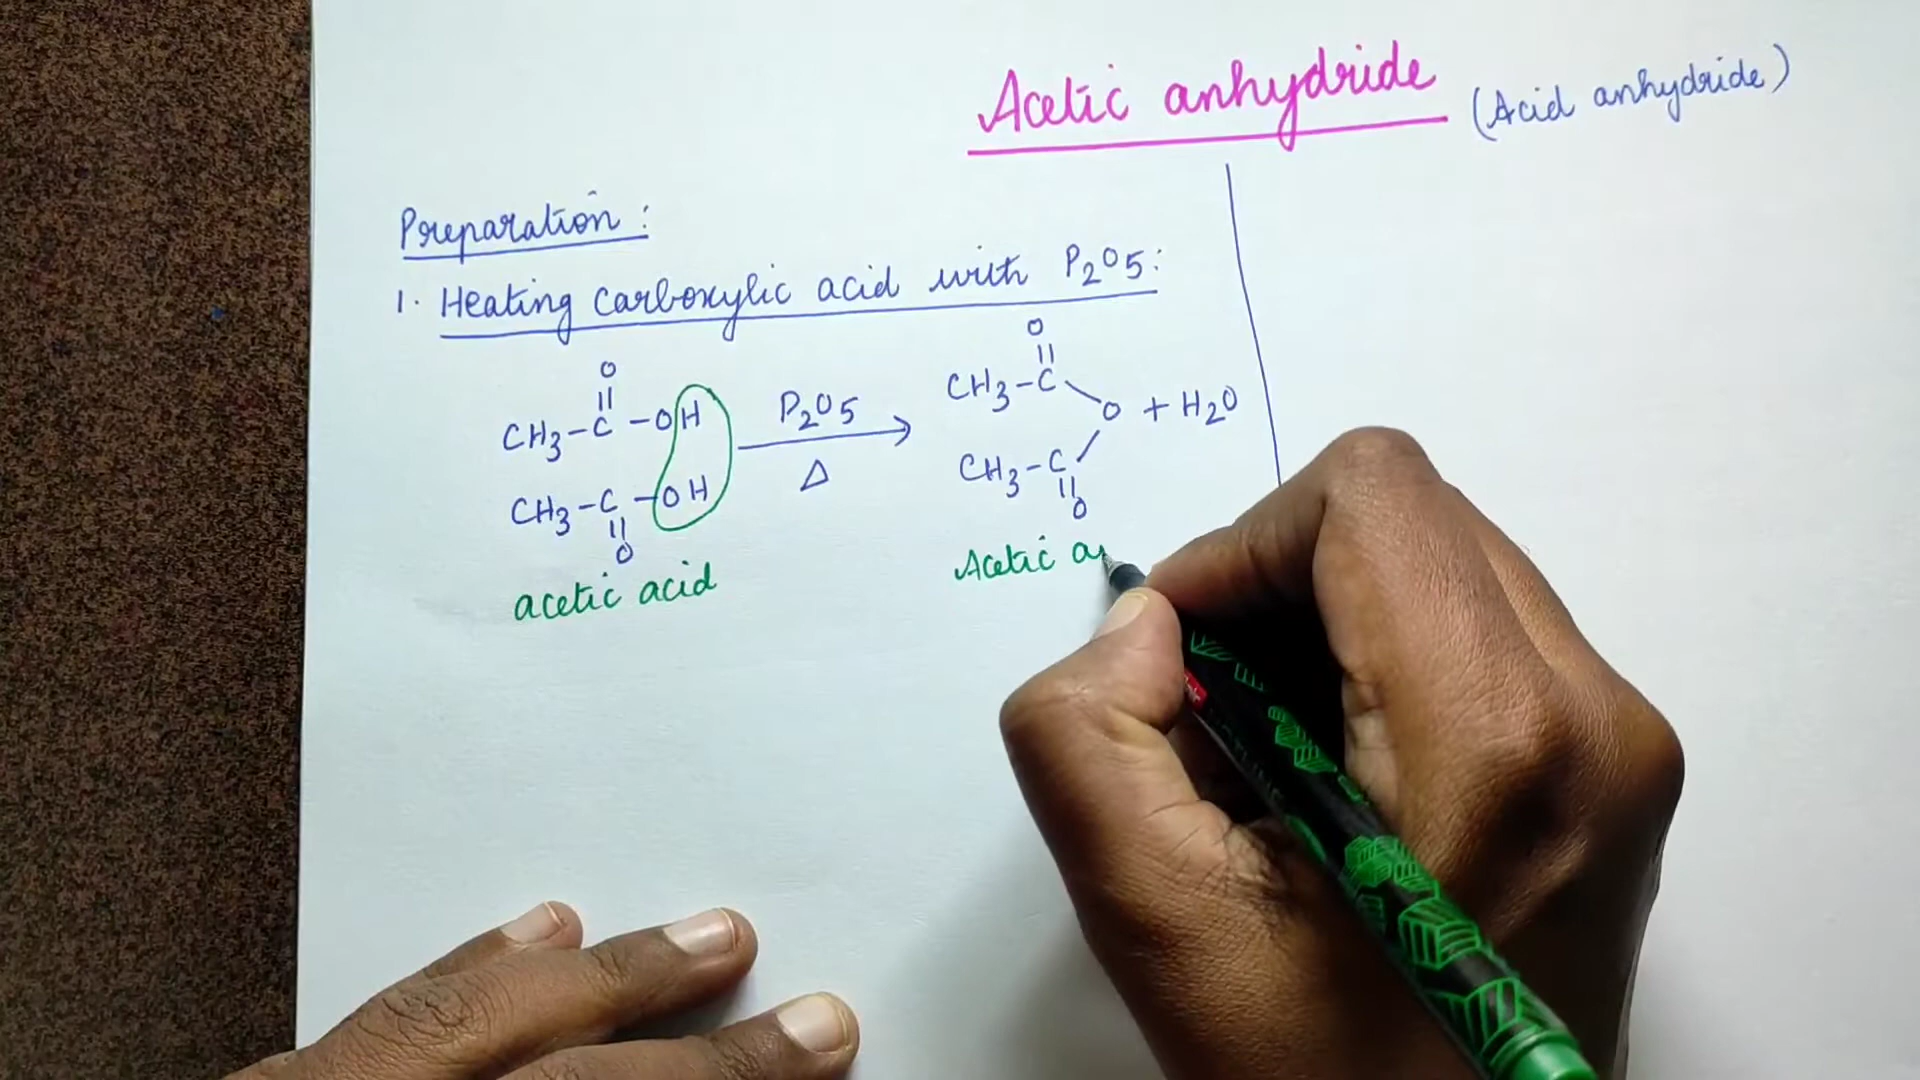 Acetic anhydride (Acid anhydride)
Preparation:
1. Heating carboxylic acid with P2O5:
O
||
CH3-C-OH
CH3-C-OH
||
O
P2O5
Δ
O
||
CH3-C
O + H2O
CH3-C
||
O
acetic acid
Acetic an